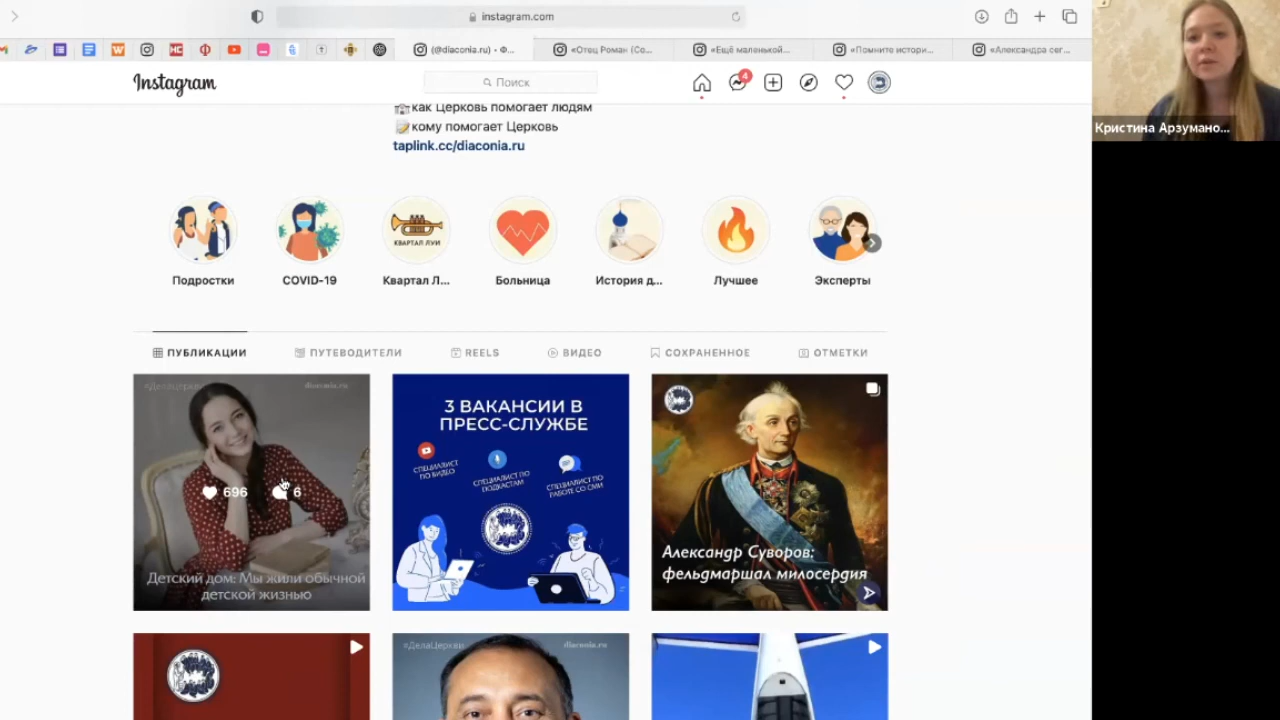 instagram.com
(@diaconia.ru) • Ф...
«Отец Роман (Се...
«Ещё маленькой...
«Помните истори...
«Александра сег...
Instagram
Поиск
4
как Церковь помогает людям
кому помогает Церковь
taplink.cc/diaconia.ru
КВАРТАЛ ЛУИ
Подростки
COVID-19
Квартал Л...
Больница
История д...
Лучшее
Эксперты
ПУБЛИКАЦИИ
ПУТЕВОДИТЕЛИ
REELS
ВИДЕО
СОХРАНЕННОЕ
ОТМЕТКИ
#ДелаЦеркви
diaconia.ru
696
6
Детский дом: Мы жили обычной
детской жизнью
3 ВАКАНСИИ В
ПРЕСС-СЛУЖБЕ
СПЕЦИАЛИСТ
ПО ВИДЕО
СПЕЦИАЛИСТ ПО
ПОДКАСТАМ
СПЕЦИАЛИСТ ПО
РАБОТЕ СО СМИ
Александр Суворов:
фельдмаршал милосердия
#ДелаЦеркви
diaconia.ru
Кристина Арзумано...